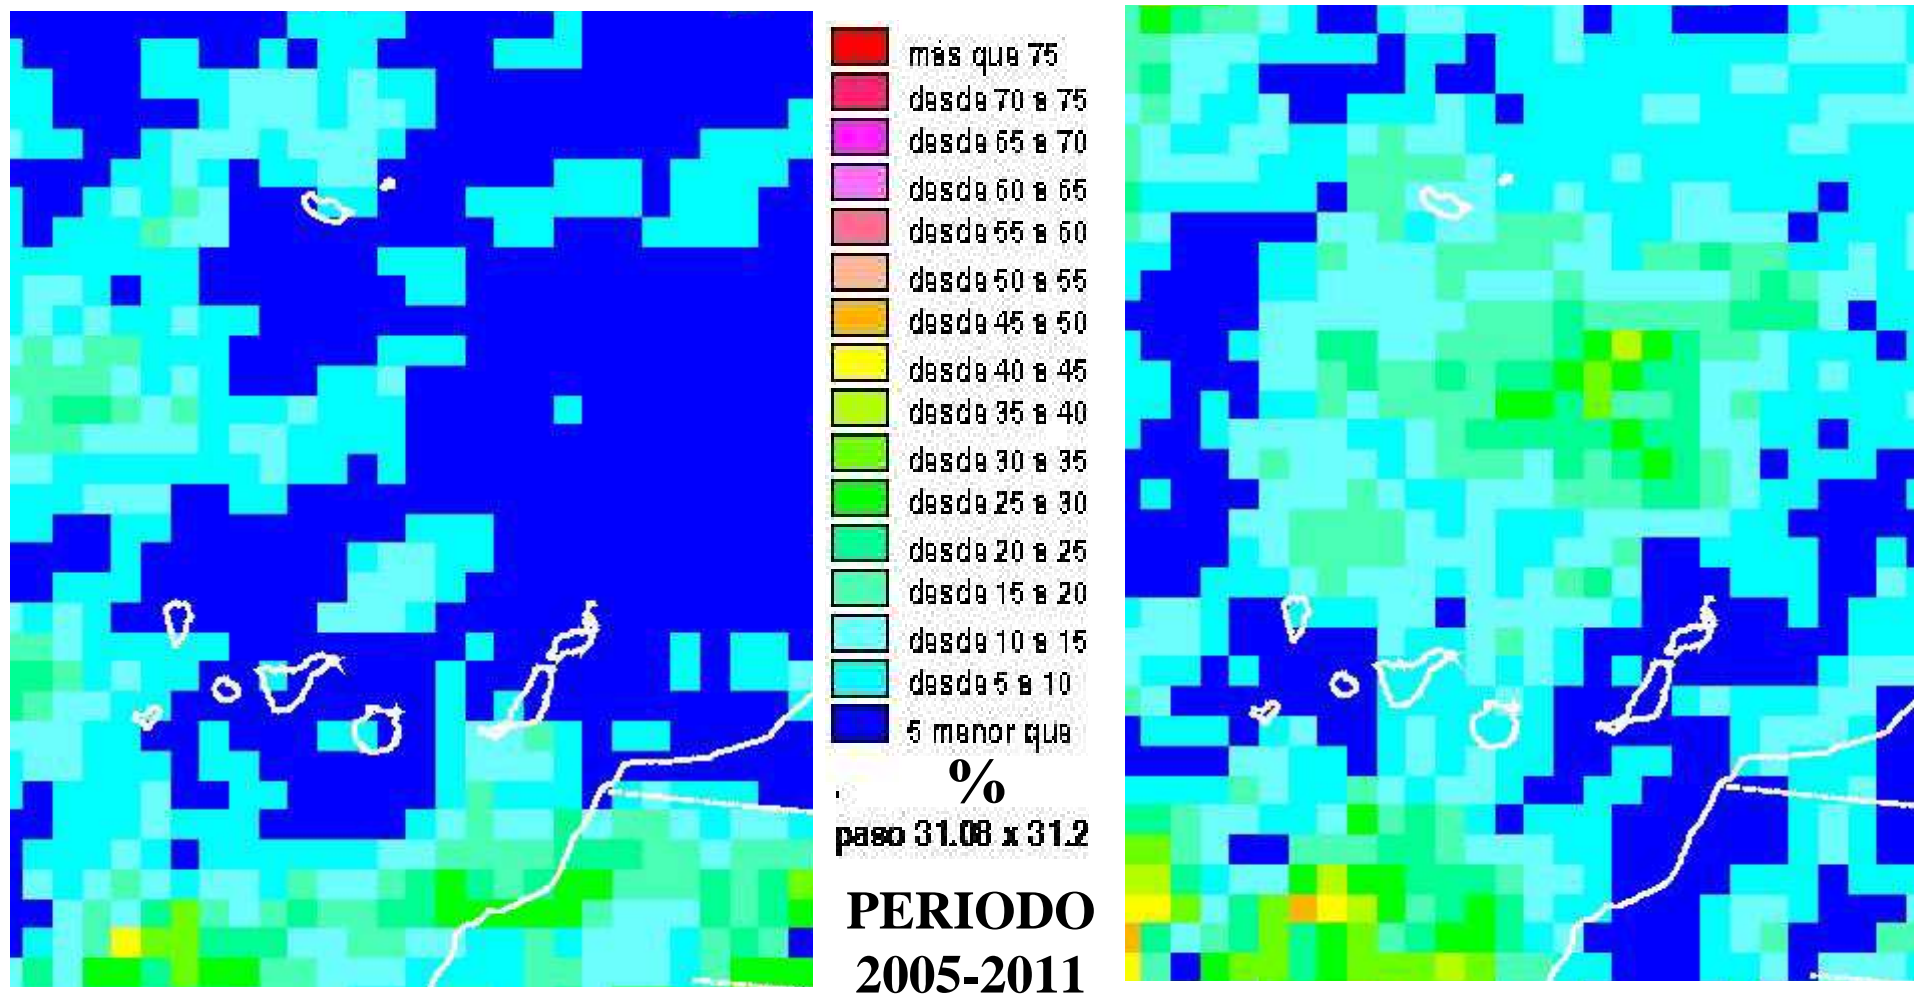 más que 75
desde 70 a 75
desde 65 a 70
desde 60 a 65
desde 55 a 60
desde 50 a 55
desde 45 a 50
desde 40 a 45
desde 35 a 40
desde 30 a 35
desde 25 a 30
desde 20 a 25
desde 15 a 20
desde 10 a 15
desde 5 a 10
5 menor que
%
paso 31.08 x 31.2
PERIODO
2005-2011